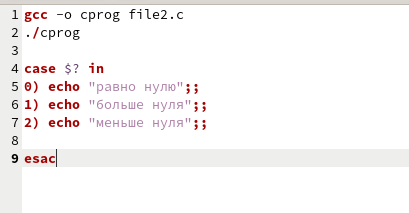 1 gcc -o cprog file2.c
2 ./cprog
3
4 case $? in
5 0) echo "равно нулю";;
6 1) echo "больше нуля";;
7 2) echo "меньше нуля";;
8
9 esac